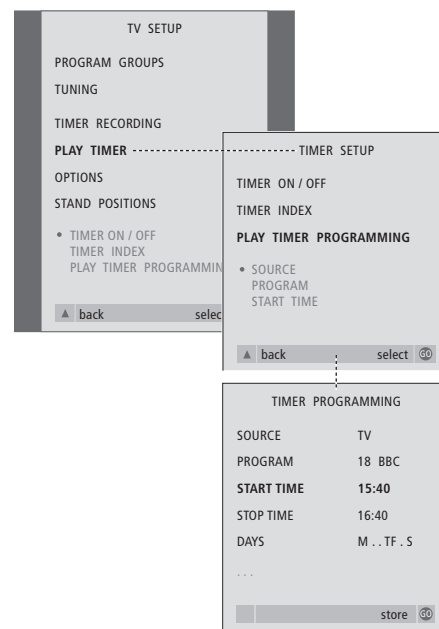 TV SETUP
PROGRAM GROUPS
TUNING
TIMER RECORDING
PLAY TIMER
OPTIONS
STAND POSITIONS
• TIMER ON / OFF
TIMER INDEX
PLAY TIMER PROGRAMMIN
▲ back selec
TIMER SETUP
TIMER ON / OFF
TIMER INDEX
PLAY TIMER PROGRAMMING
• SOURCE
PROGRAM
START TIME
▲ back select GO
TIMER PROGRAMMING
SOURCE TV
PROGRAM 18 BBC
START TIME 15:40
STOP TIME 16:40
DAYS M . . TF . S
. . .
store GO